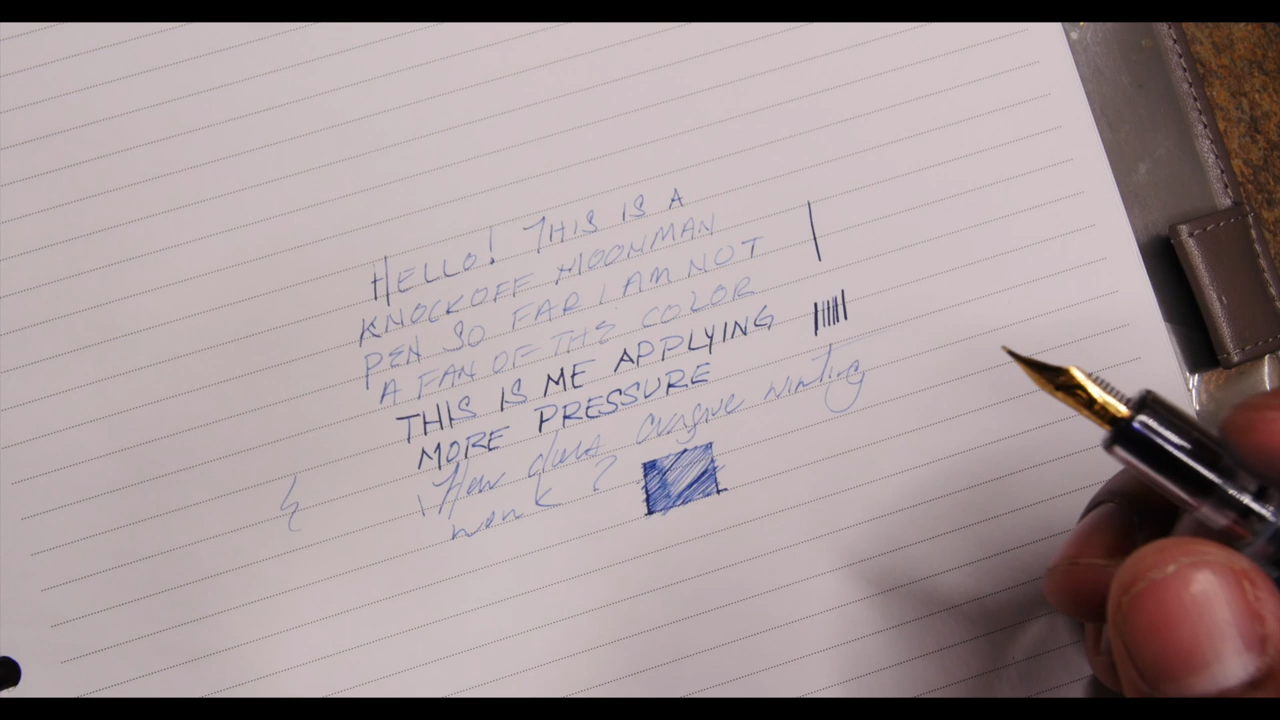 HELLO! THIS IS A
KNOCKOFF MOONMAN
PEN SO FAR I AM NOT
A FAN OF THE COLOR
THIS IS ME APPLYING
MORE PRESSURE
How does cursive writing
work?